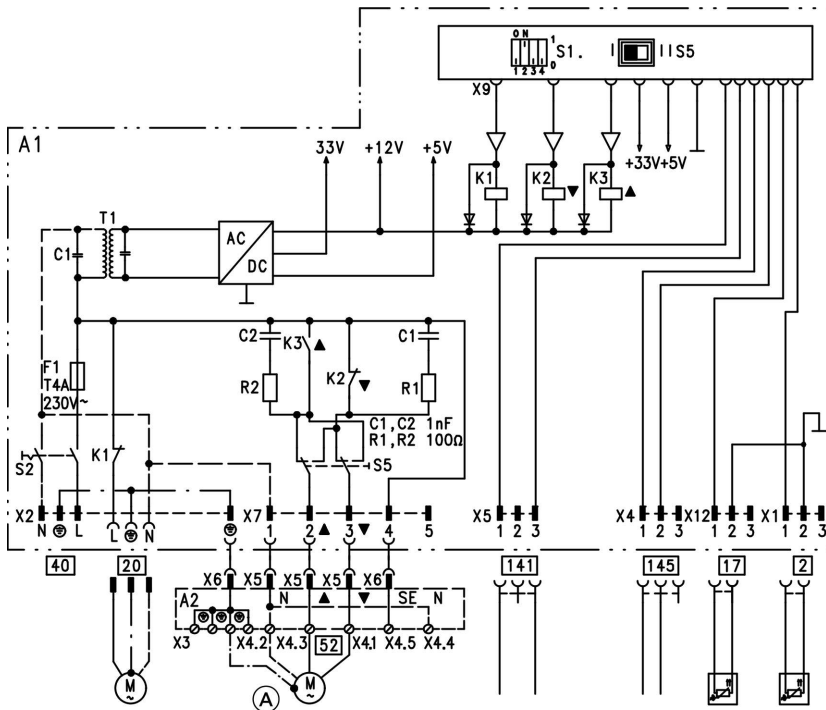 ON
1
S1.
I
II S5
1 2 3 4
0
X9
A1
33V
+12V
+5V
+33V +5V
K1
K2
K3
T1
C1
AC
DC
C2
K3
C1
F1
T4A
230V~
R2
K2
R1
C1,C2 1nF
R1,R2 100Ω
S2
K1
S5
X2
X7
X5
X4
X12
X1
N
L
L
N
1
2
3
4
5
1 2 3
1 2 3
1 2 3
1 2 3
40
20
141
145
17
2
X6
X5
X5
X5
X6
A2
N
SE
N
X3
X4.2
X4.3
52
X4.1
X4.5
X4.4
M
~
A
M
~